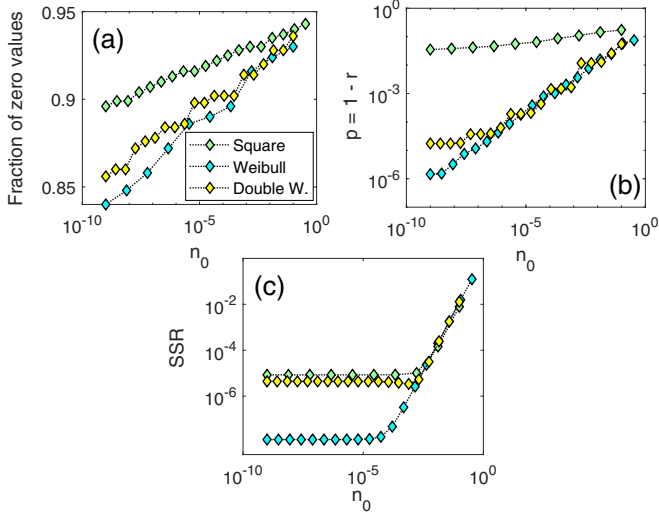 (a)
Fraction of zero values
0.95
0.9
0.85
10^-10
10^-5
10^0
n_0
Square
Weibull
Double W.
(b)
p = 1 - r
10^0
10^-3
10^-6
10^-10
10^-5
10^0
n_0
(c)
SSR
10^-2
10^-4
10^-6
10^-10
10^-5
10^0
n_0